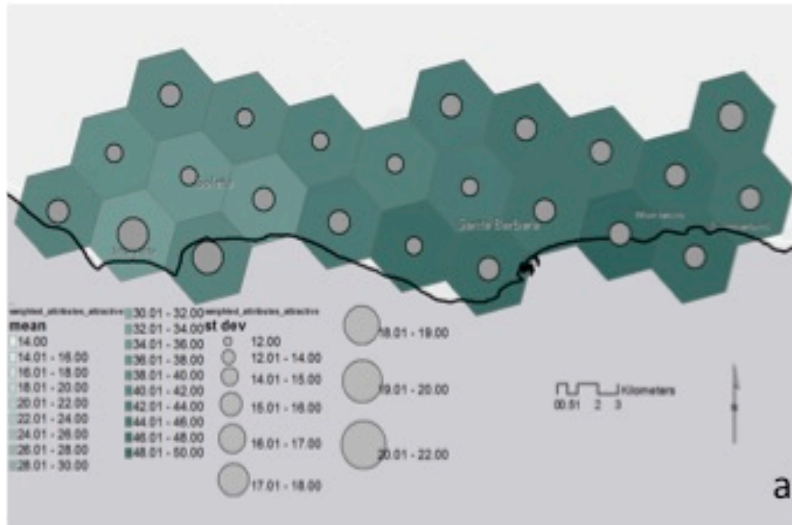 Goleta
Santa Barbara
weighted_attributes_attractive
mean
14.00
14.01 - 16.00
16.01 - 18.00
18.01 - 20.00
20.01 - 22.00
22.01 - 24.00
24.01 - 26.00
26.01 - 28.00
28.01 - 30.00
30.01 - 32.00
32.01 - 34.00
34.01 - 36.00
36.01 - 38.00
38.01 - 40.00
40.01 - 42.00
42.01 - 44.00
44.01 - 46.00
46.01 - 48.00
48.01 - 50.00
weighted_attributes_attractive
st dev
12.00
12.01 - 14.00
14.01 - 15.00
15.01 - 16.00
16.01 - 17.00
17.01 - 18.00
18.01 - 19.00
19.01 - 20.00
20.01 - 22.00
Kilometers
00.51 2 3
a